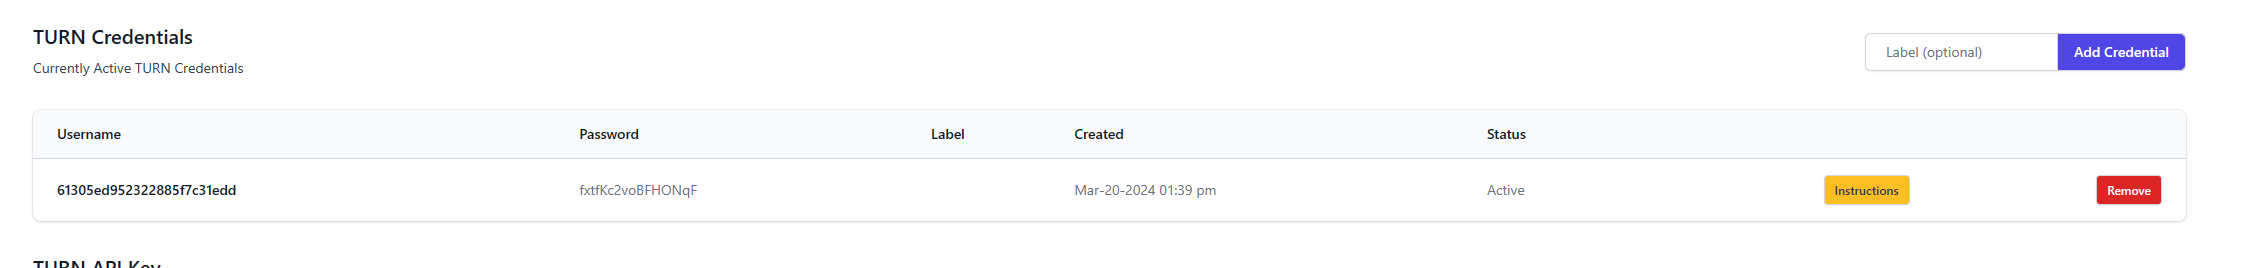 TURN Credentials
Currently Active TURN Credentials
Label (optional) Add Credential
Username Password Label Created Status
61305ed952322885f7c31edd fxtfKc2voBFHONqF Mar-20-2024 01:39 pm Active Instructions Remove
TURN API Key